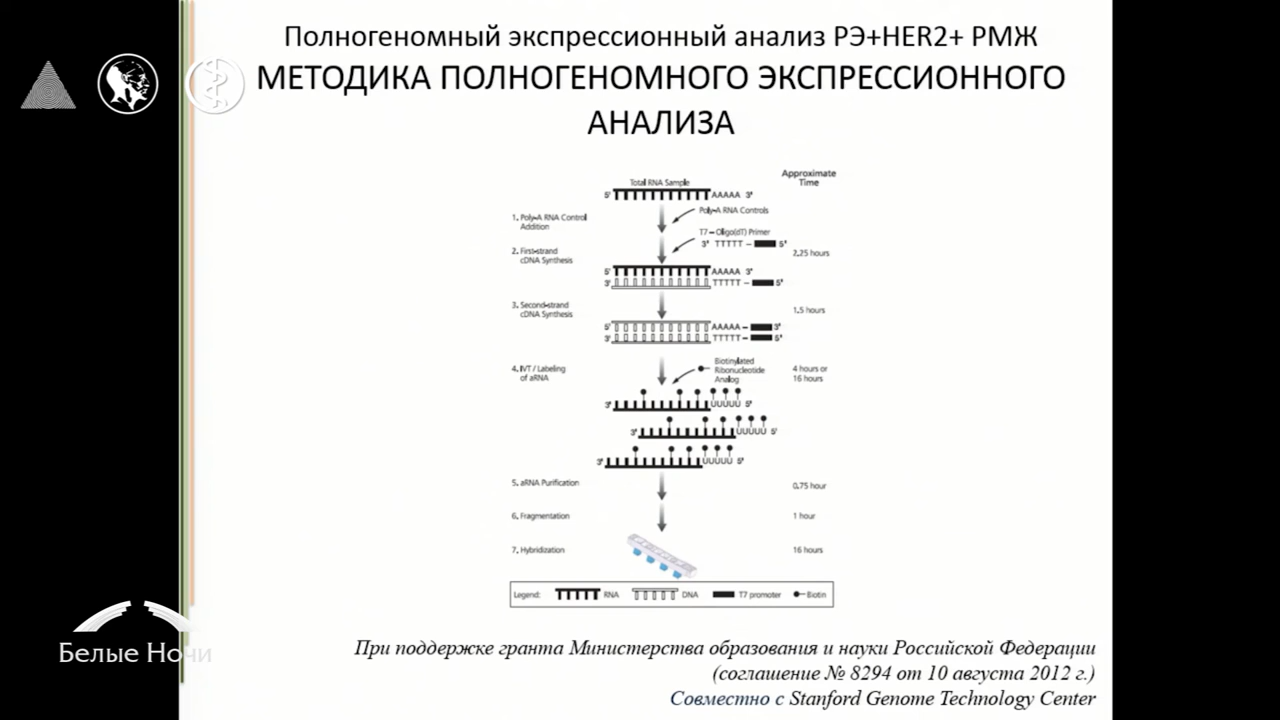 Полногеномный экспрессионный анализ РЭ+HER2+ РМЖ
МЕТОДИКА ПОЛНОГЕНОМНОГО ЭКСПРЕССИОННОГО
АНАЛИЗА
Approximate
Time
Total RNA Sample
5' AAAAA 3'
1. Poly-A RNA Control
Addition
Poly-A RNA Controls
T7 – Oligo(dT) Primer
3' TTTTT – 5'
2. First-strand
cDNA Synthesis
2.25 hours
5' AAAAA 3'
3' TTTTT – 5'
3. Second-strand
cDNA Synthesis
1.5 hours
5' AAAAA – 3'
3' TTTTT – 5'
4. IVT / Labeling
of aRNA
Biotinylated
Ribonucleotide
Analog
4 hours or
16 hours
3' UUUUU 5'
3' UUUUU 5'
3' UUUUU 5'
5. aRNA Purification
0.75 hour
6. Fragmentation
1 hour
7. Hybridization
16 hours
Legend: RNA DNA T7 promoter Biotin
При поддержке гранта Министерства образования и науки Российской Федерации
(соглашение № 8294 от 10 августа 2012 г.)
Совместно с Stanford Genome Technology Center
Белые Ночи